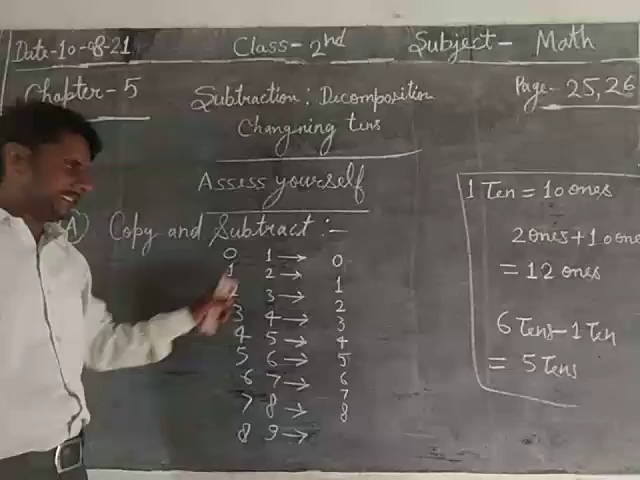 Date-10-08-21 Class-2nd Subject- Math
Chapter-5 Subtraction: Decomposition Page-25,26
Changning tens
Assess yourself
A) Copy and Subtract :-
0 1→ 0
1 2→ 1
2 3→ 2
3 4→ 3
4 5→ 4
5 6→ 5
6 7→ 6
7 8→ 7
8 9→ 8
1 Ten = 10 ones
2 ones + 10 ones
= 12 ones
6 Tens - 1 Ten
= 5 Tens